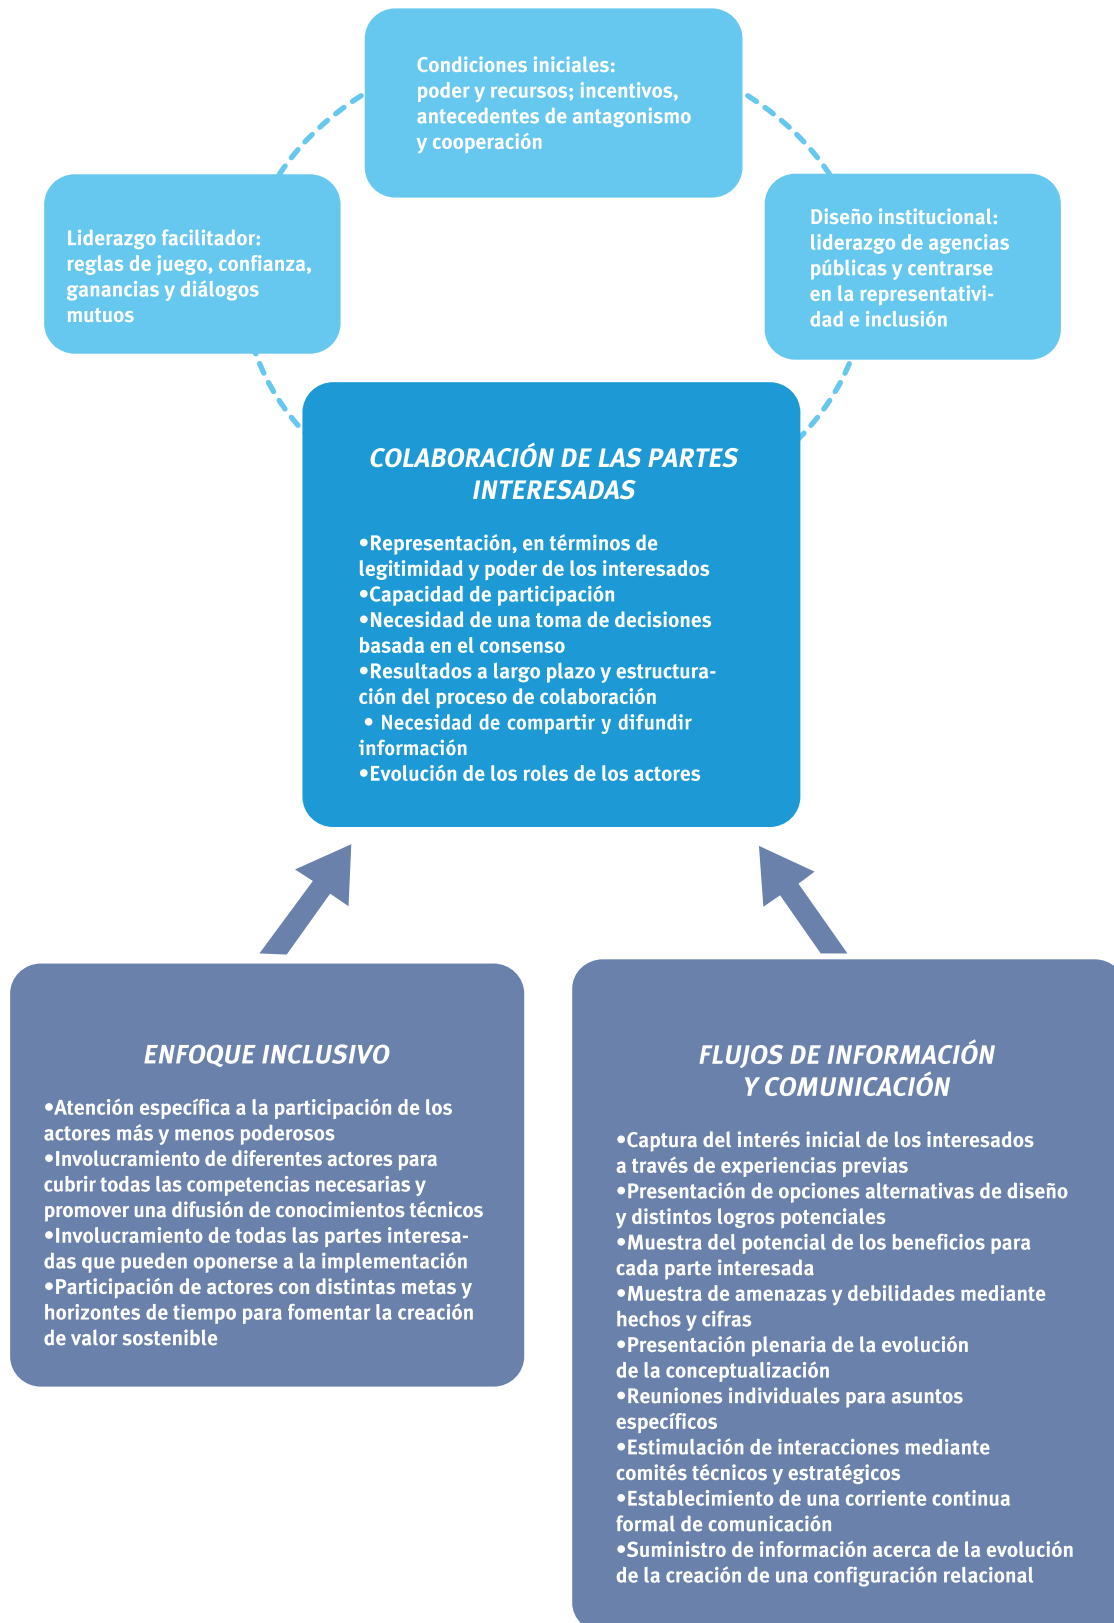 Condiciones iniciales:
poder y recursos; incentivos,
antecedentes de antagonismo
y cooperación
Liderazgo facilitador:
reglas de juego, confianza,
ganancias y diálogos
mutuos
Diseño institucional:
liderazgo de agencias
públicas y centrarse
en la representativi-
dad e inclusión
COLABORACIÓN DE LAS PARTES
INTERESADAS
•Representación, en términos de
legitimidad y poder de los interesados
•Capacidad de participación
•Necesidad de una toma de decisiones
basada en el consenso
•Resultados a largo plazo y estructura-
ción del proceso de colaboración
• Necesidad de compartir y difundir
información
•Evolución de los roles de los actores
ENFOQUE INCLUSIVO
•Atención específica a la participación de los
actores más y menos poderosos
•Involucramiento de diferentes actores para
cubrir todas las competencias necesarias y
promover una difusión de conocimientos técnicos
•Involucramiento de todas las partes interesa-
das que pueden oponerse a la implementación
•Participación de actores con distintas metas y
horizontes de tiempo para fomentar la creación
de valor sostenible
FLUJOS DE INFORMACIÓN
Y COMUNICACIÓN
•Captura del interés inicial de los interesados
a través de experiencias previas
•Presentación de opciones alternativas de diseño
y distintos logros potenciales
•Muestra del potencial de los beneficios para
cada parte interesada
•Muestra de amenazas y debilidades mediante
hechos y cifras
•Presentación plenaria de la evolución
de la conceptualización
•Reuniones individuales para asuntos
específicos
•Estimulación de interacciones mediante
comités técnicos y estratégicos
•Establecimiento de una corriente continua
formal de comunicación
•Suministro de información acerca de la evolución
de la creación de una configuración relacional